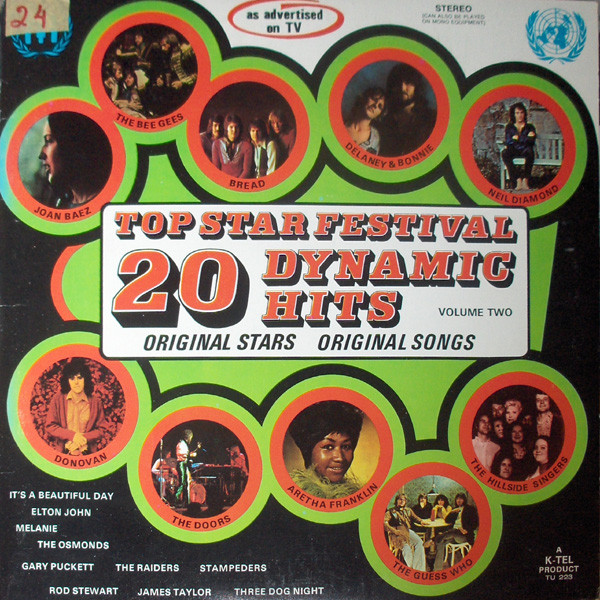 24
as advertised
on TV
STEREO
(CAN ALSO BE PLAYED
ON MONO EQUIPMENT)
THE BEE GEES
BREAD
DELANEY & BONNIE
NEIL DIAMOND
JOAN BAEZ
TOP STAR FESTIVAL
20 DYNAMIC
HITS
VOLUME TWO
ORIGINAL STARS ORIGINAL SONGS
DONOVAN
THE DOORS
ARETHA FRANKLIN
THE GUESS WHO
THE HILLSIDE SINGERS
IT'S A BEAUTIFUL DAY
ELTON JOHN
MELANIE
THE OSMONDS
GARY PUCKETT THE RAIDERS STAMPEDERS
ROD STEWART JAMES TAYLOR THREE DOG NIGHT
A
K-TEL
PRODUCT
TU 223